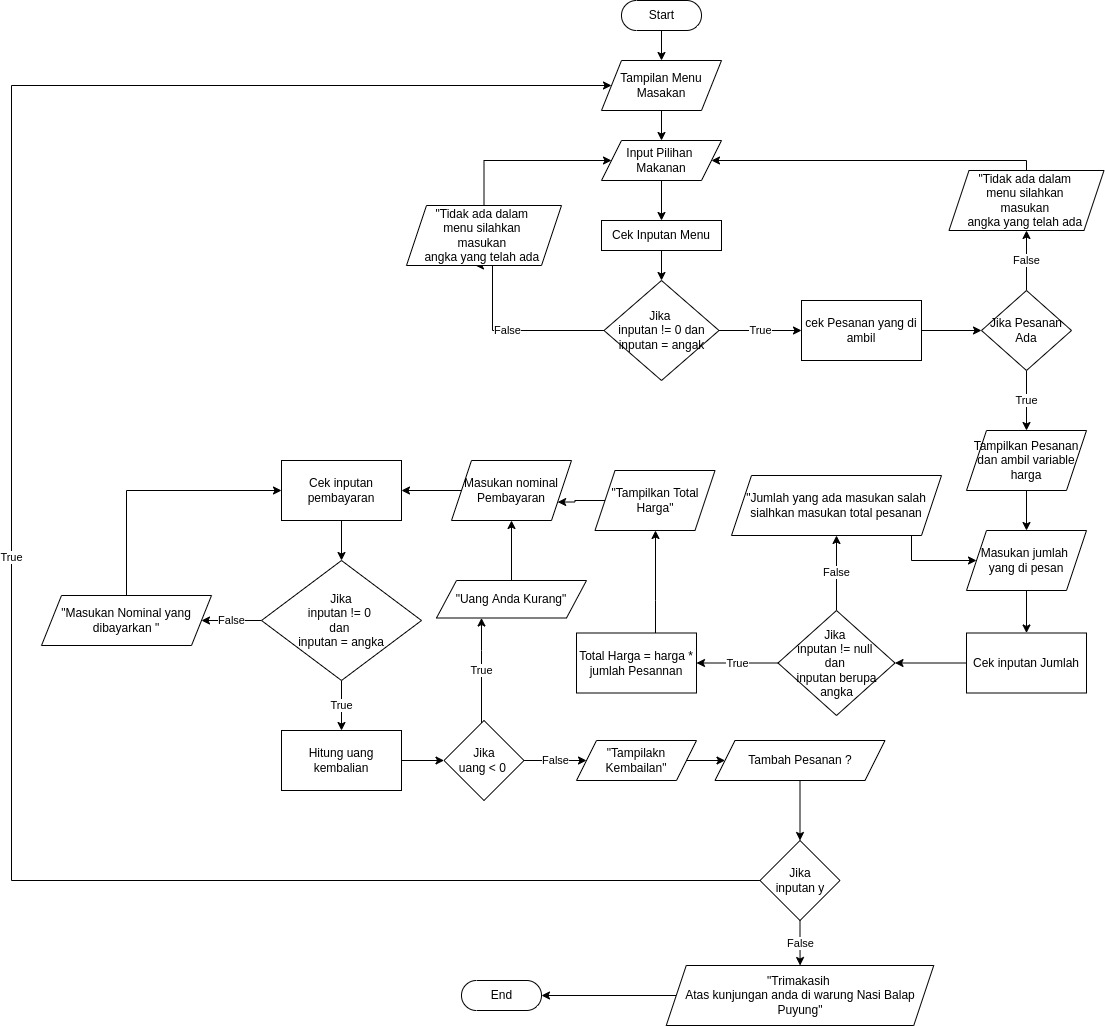 Start
Tampilan Menu
Masakan
Input Pilihan
Makanan
"Tidak ada dalam
menu silahkan
masukan
angka yang telah ada
"Tidak ada dalam
menu silahkan
masukan
angka yang telah ada
Cek Inputan Menu
False
Jika
inputan != 0 dan
inputan = angak
False
True
cek Pesanan yang di
ambil
Jika Pesanan
Ada
True
Tampilkan Pesanan
dan ambil variable
harga
Cek inputan
pembayaran
Masukan nominal
Pembayaran
"Tampilkan Total
Harga"
"Jumlah yang ada masukan salah
sialhkan masukan total pesanan
Masukan jumlah
yang di pesan
True
False
"Masukan Nominal yang
dibayarkan "
False
Jika
inputan != 0
dan
inputan = angka
"Uang Anda Kurang"
Total Harga = harga *
jumlah Pesannan
True
Jika
inputan != null
dan
inputan berupa
angka
Cek inputan Jumlah
True
True
Hitung uang
kembalian
Jika
uang < 0
False
"Tampilakn
Kembailan"
Tambah Pesanan ?
Jika
inputan y
False
"Trimakasih
Atas kunjungan anda di warung Nasi Balap
Puyung"
End